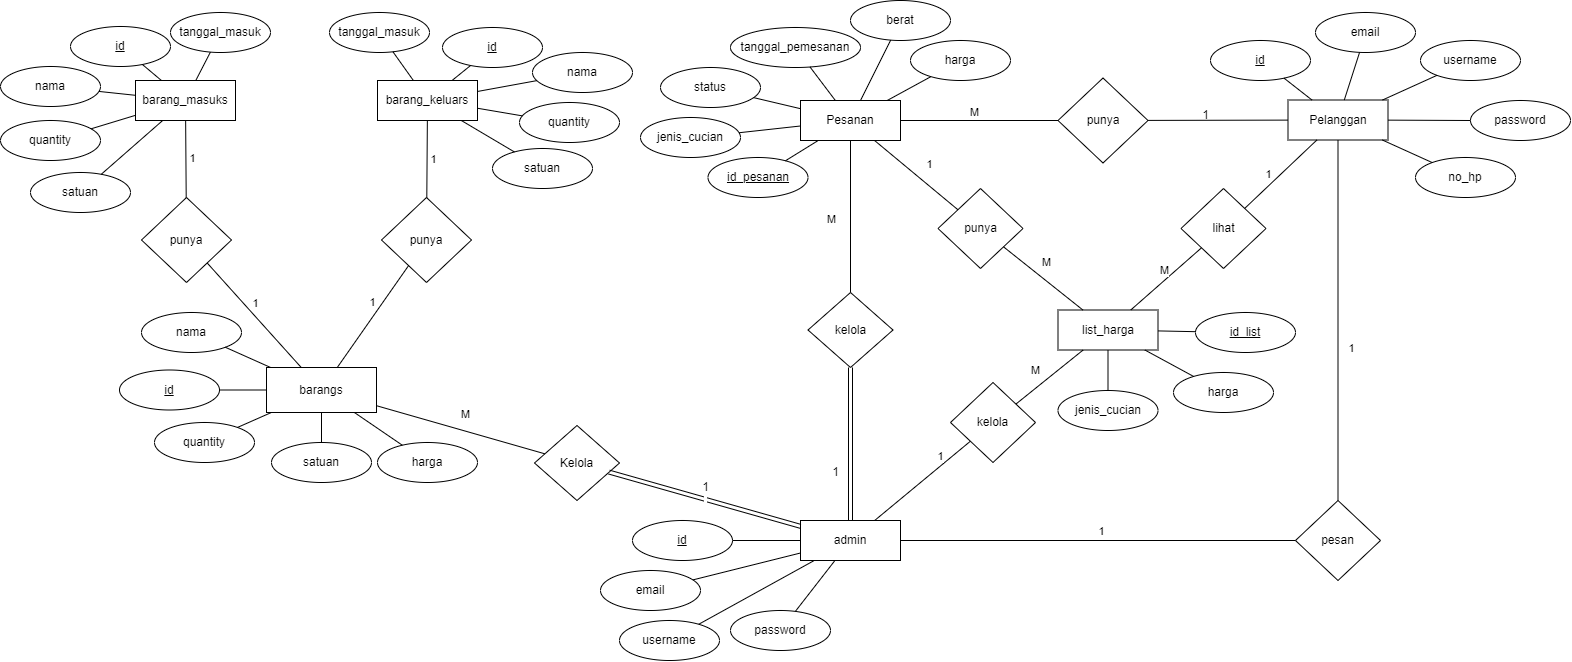 id
tanggal_masuk
nama
barang_masuks
quantity
satuan
1
punya
1
tanggal_masuk
id
nama
barang_keluars
quantity
satuan
1
punya
1
nama
id
barangs
quantity
satuan
harga
M
Kelola
1
berat
tanggal_pemesanan
harga
status
Pesanan
jenis_cucian
id_pesanan
M
punya
1
email
id
username
Pelanggan
password
no_hp
1
punya
M
1
lihat
M
M
kelola
1
list_harga
id_list
jenis_cucian
harga
M
kelola
1
1
pesan
1
admin
id
email
username
password